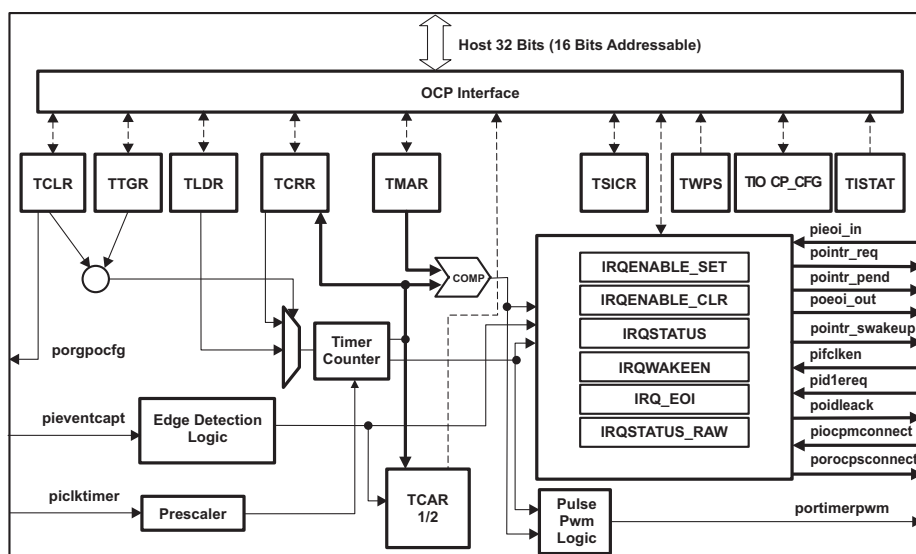 Host 32 Bits (16 Bits Addressable)
OCP Interface
TCLR
TTGR
TLDR
TCRR
TMAR
TSICR
TWPS
TIO CP_CFG
TISTAT
pieoi_in
pointr_req
pointr_pend
poeoi_out
pointr_swakeup
pifclken
pid1ereq
poidleack
piocpmconnect
porocpsconnect
IRQENABLE_SET
IRQENABLE_CLR
IRQSTATUS
IRQWAKEEN
IRQ_EOI
IRQSTATUS_RAW
COMP
Timer
Counter
porgpocfg
pieventcapt
Edge Detection
Logic
piclktimer
Prescaler
TCAR
1/2
Pulse
Pwm
Logic
portimerpwm